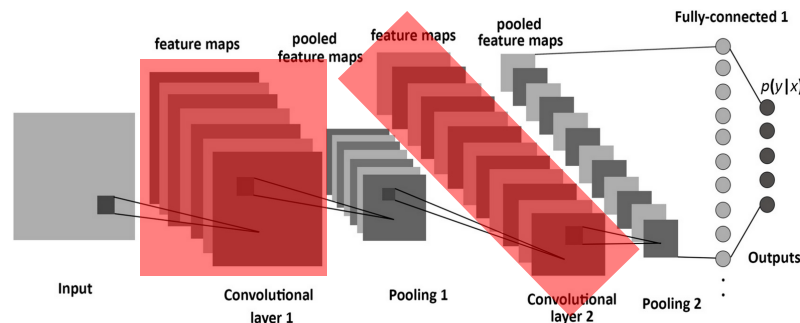 Fully-connected 1
feature maps
pooled
feature maps
feature maps
pooled
feature maps
p(y|x)
Outputs
Input
Convolutional
layer 1
Pooling 1
Convolutional
layer 2
Pooling 2